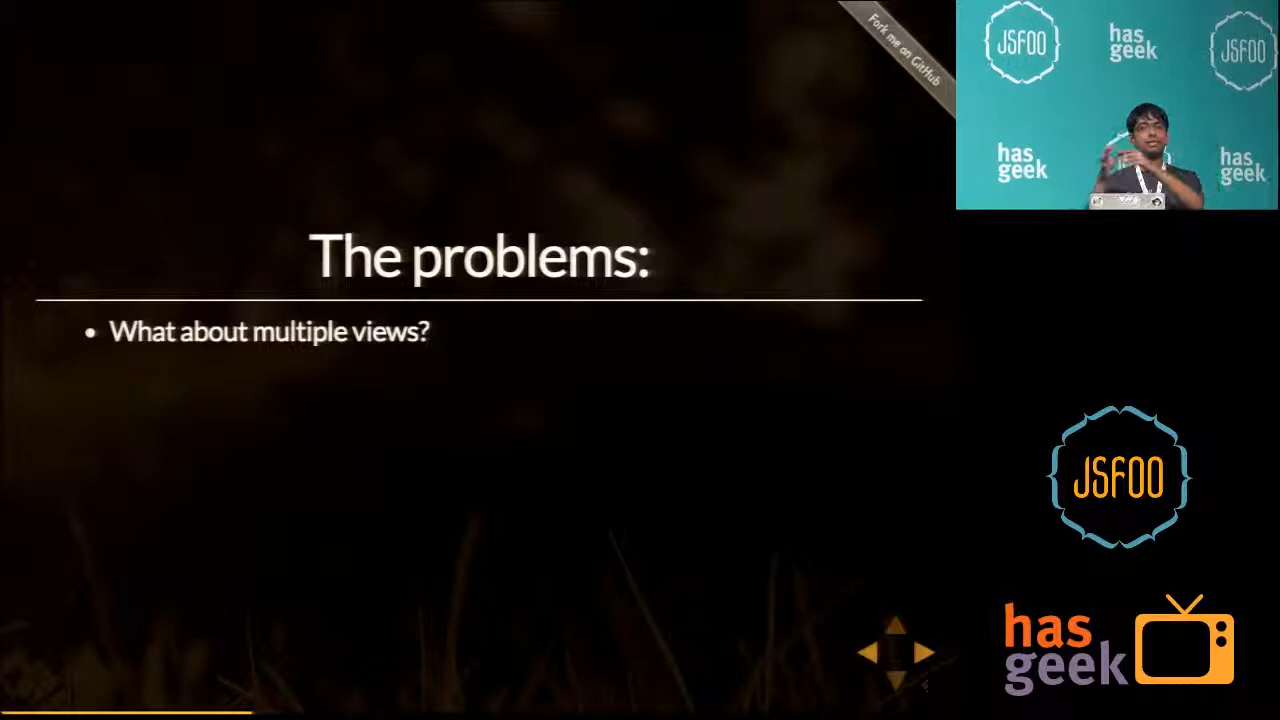 The problems:
• What about multiple views?
Fork me on GitHub
JSFOO
has
geek
JSFOO
has
geek
has
geek
JSFOO
has
geek